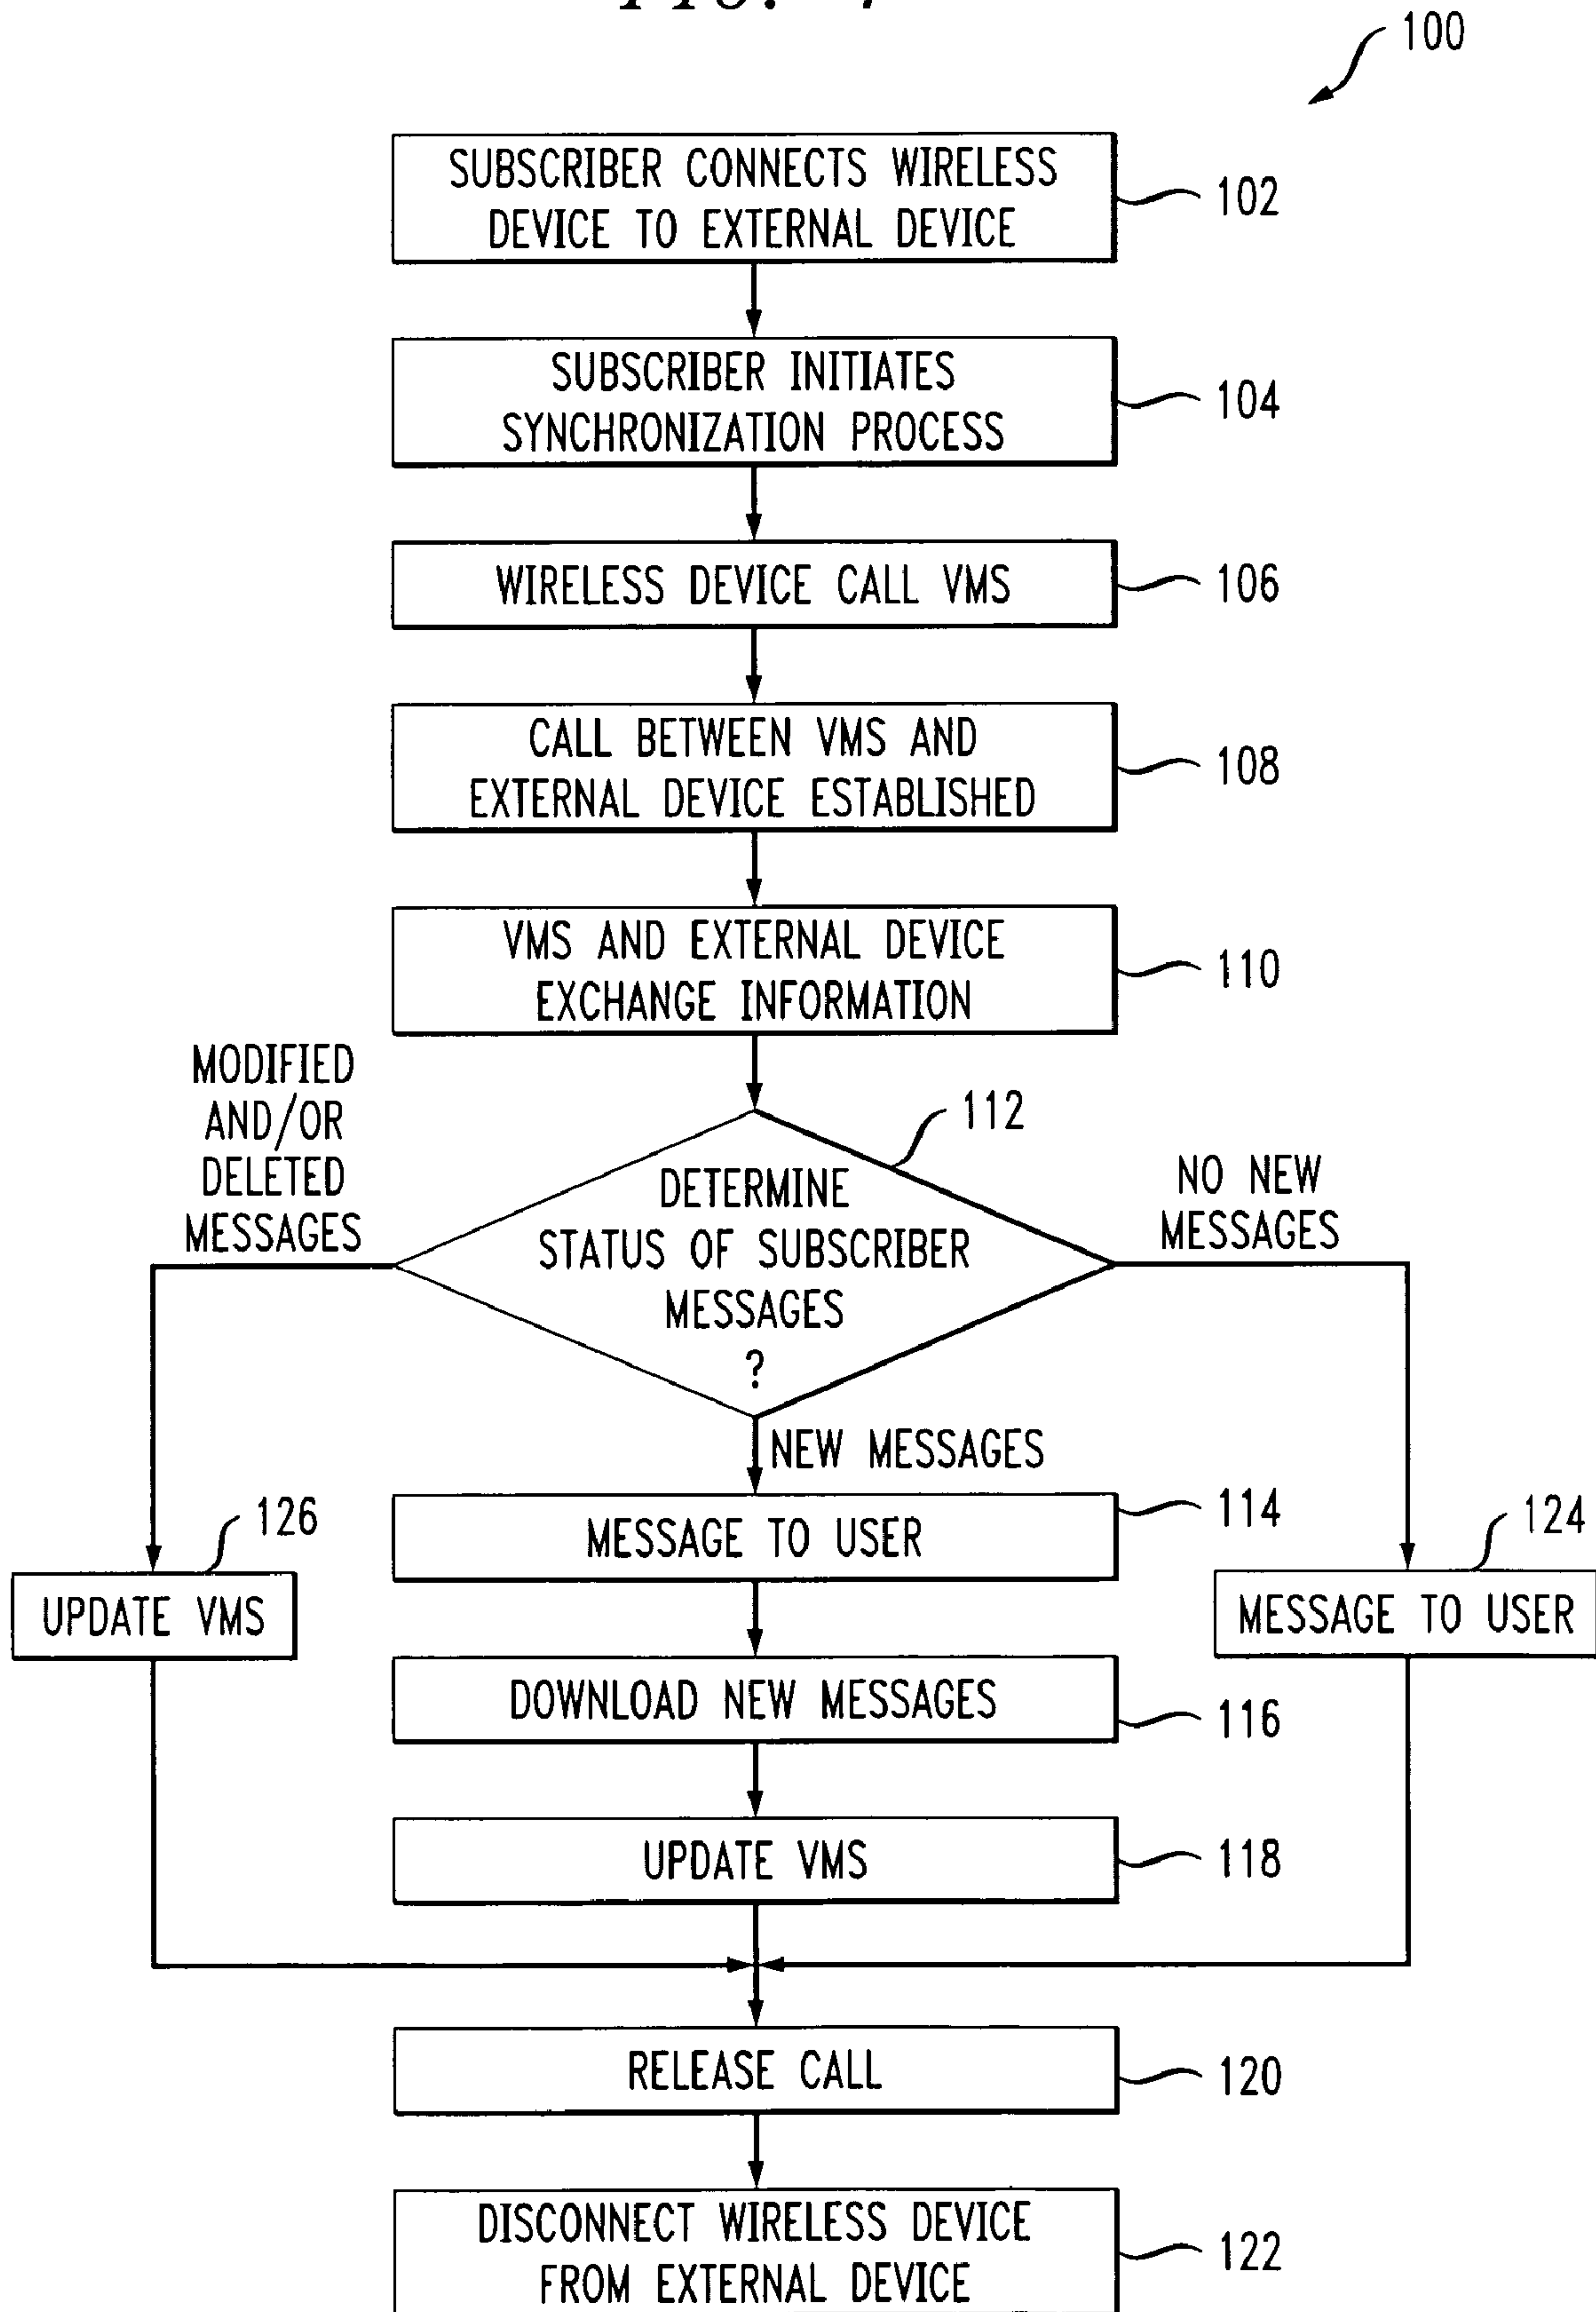 100
SUBSCRIBER CONNECTS WIRELESS
DEVICE TO EXTERNAL DEVICE
102
SUBSCRIBER INITIATES
SYNCHRONIZATION PROCESS
104
WIRELESS DEVICE CALL VMS
106
CALL BETWEEN VMS AND
EXTERNAL DEVICE ESTABLISHED
108
VMS AND EXTERNAL DEVICE
EXCHANGE INFORMATION
110
MODIFIED
AND/OR
DELETED
MESSAGES
112
DETERMINE
STATUS OF SUBSCRIBER
MESSAGES
?
NO NEW
MESSAGES
NEW MESSAGES
MESSAGE TO USER
114
126
UPDATE VMS
124
MESSAGE TO USER
DOWNLOAD NEW MESSAGES
116
UPDATE VMS
118
RELEASE CALL
120
DISCONNECT WIRELESS DEVICE
FROM EXTERNAL DEVICE
122